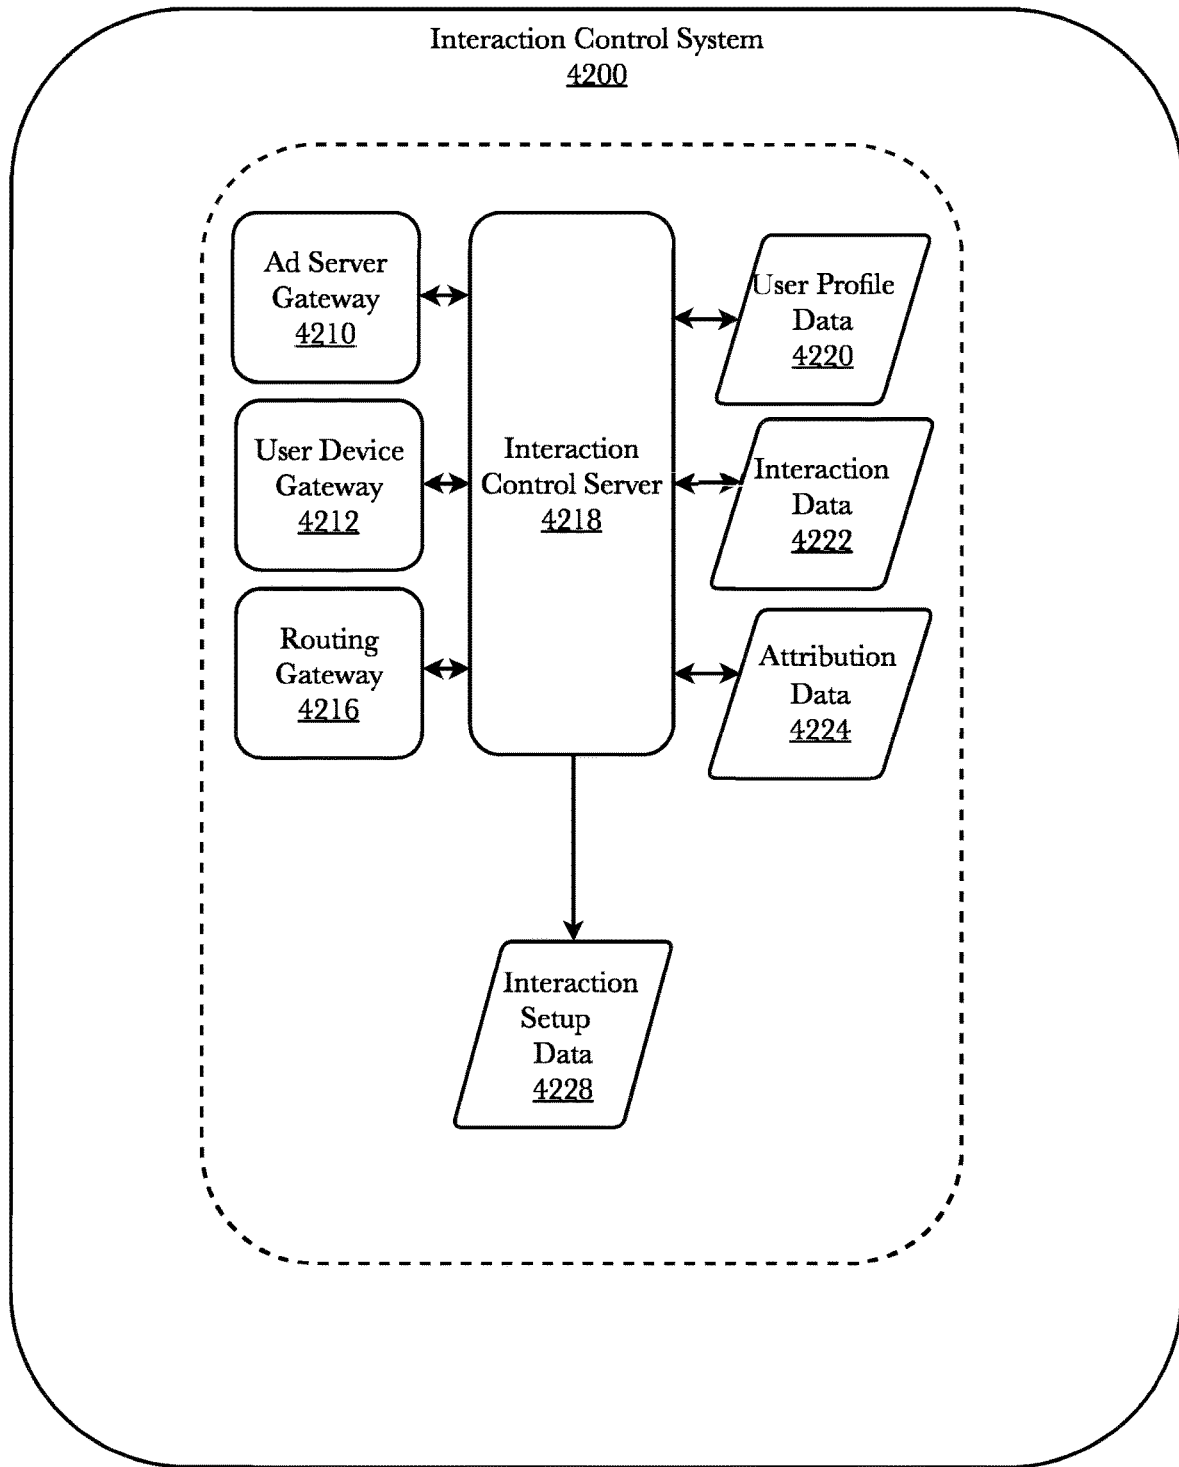 Interaction Control System
4200
Ad Server
Gateway
4210
User Device
Gateway
4212
Routing
Gateway
4216
Interaction
Control Server
4218
User Profile
Data
4220
Interaction
Data
4222
Attribution
Data
4224
Interaction
Setup
Data
4228